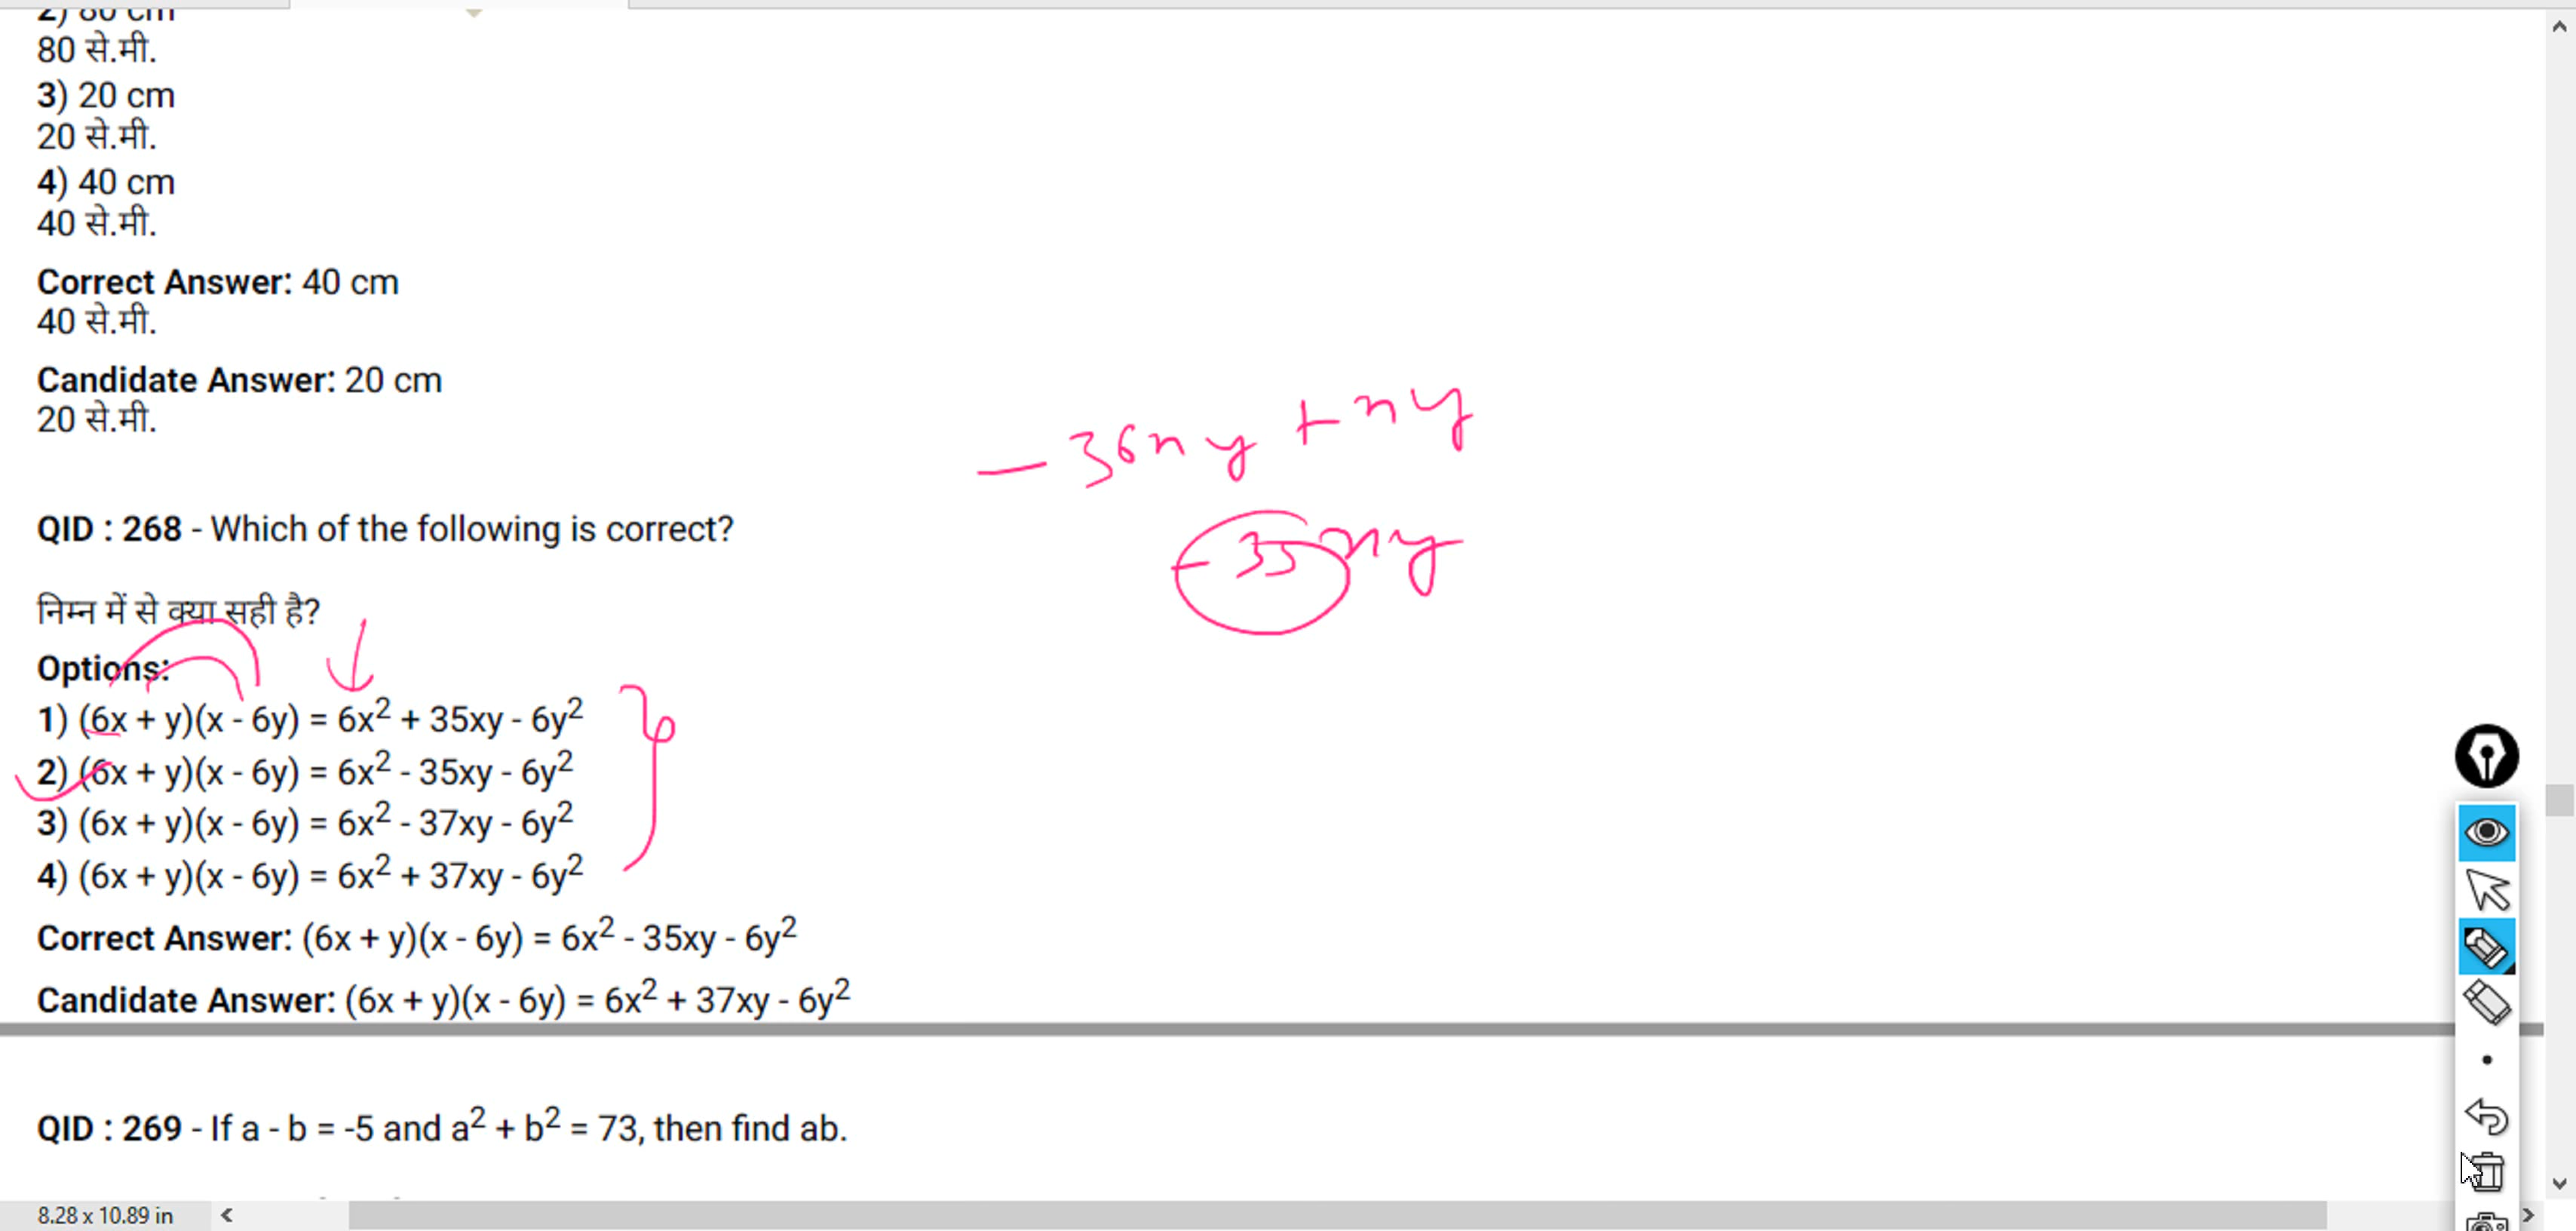 2) 80 cm
80 से.मी.
3) 20 cm
20 से.मी.
4) 40 cm
40 से.मी.
Correct Answer: 40 cm
40 से.मी.
Candidate Answer: 20 cm
20 से.मी.
- 36xy + xy
- 35xy
QID : 268 - Which of the following is correct?
निम्न में से क्या सही है?
Options:
1) (6x + y)(x - 6y) = 6x² + 35xy - 6y²
2) (6x + y)(x - 6y) = 6x² - 35xy - 6y²
3) (6x + y)(x - 6y) = 6x² - 37xy - 6y²
4) (6x + y)(x - 6y) = 6x² + 37xy - 6y²
Correct Answer: (6x + y)(x - 6y) = 6x² - 35xy - 6y²
Candidate Answer: (6x + y)(x - 6y) = 6x² + 37xy - 6y²
QID : 269 - If a - b = -5 and a² + b² = 73, then find ab.
8.28 x 10.89 in